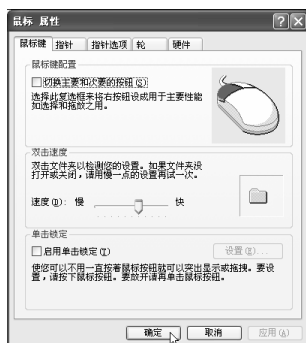 鼠标 属性
鼠标键 指针 指针选项 轮 硬件
鼠标键配置
切换主要和次要的按钮(S)
选择此复选框来将右按钮设成用于主要性能
如选择和拖放之用。
双击速度
双击文件夹以检测您的设置。如果文件夹没
打开或关闭，请用慢一点的设置再试一次。
速度(D): 慢 快
单击锁定
启用单击锁定(T) 设置(E)...
使您可以不用一直按着鼠标按钮就可以突出显示或拖拽。要设
置，请按下鼠标按钮。要放开请再单击鼠标按钮。
确定 取消 应用(A)